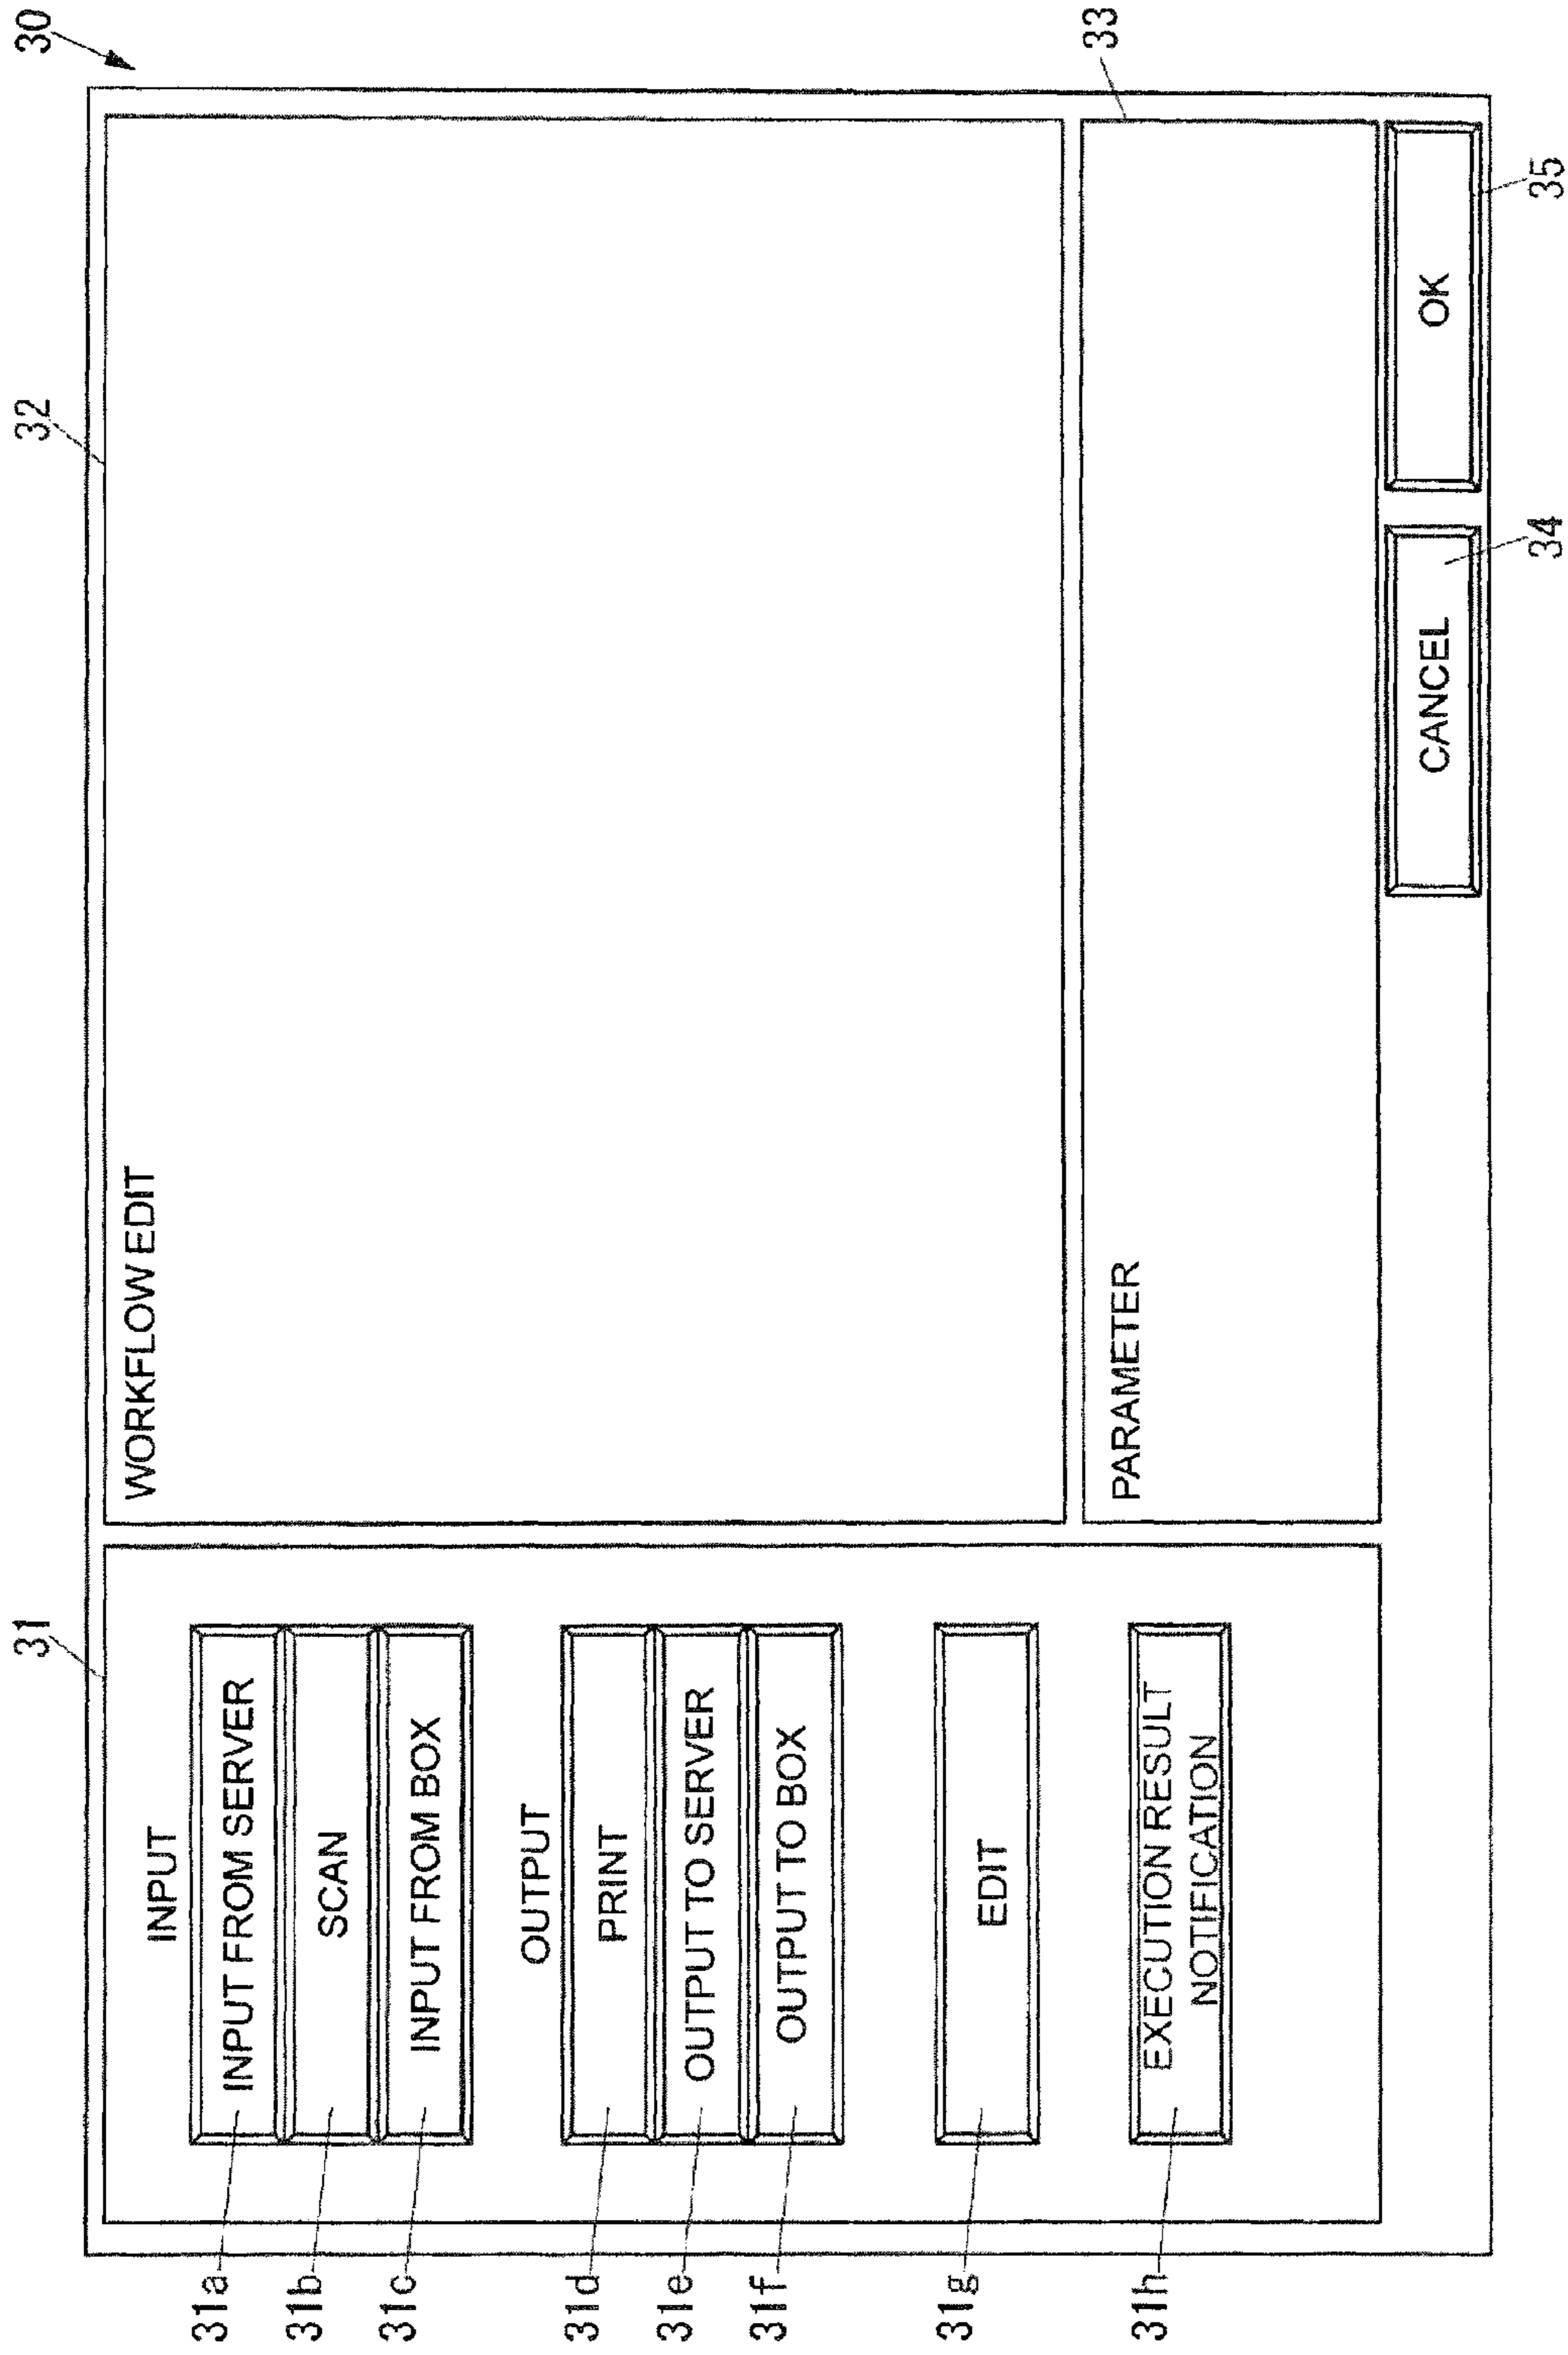 30
31
32
INPUT
31a
INPUT FROM SERVER
31b
SCAN
31c
INPUT FROM BOX
OUTPUT
31d
PRINT
31e
OUTPUT TO SERVER
31f
OUTPUT TO BOX
31g
EDIT
31h
EXECUTION RESULT
NOTIFICATION
WORKFLOW EDIT
PARAMETER
33
CANCEL
OK
34
35